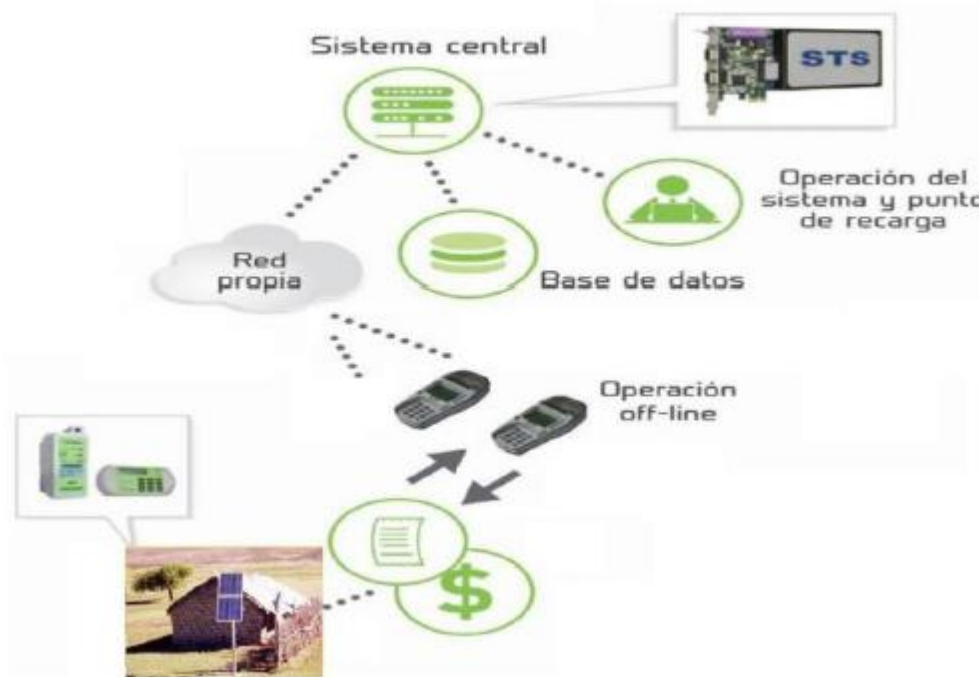 Sistema central
STS
Operación del
sistema y punto
de recarga
Red
propia
Base de datos
Operación
off-line
$